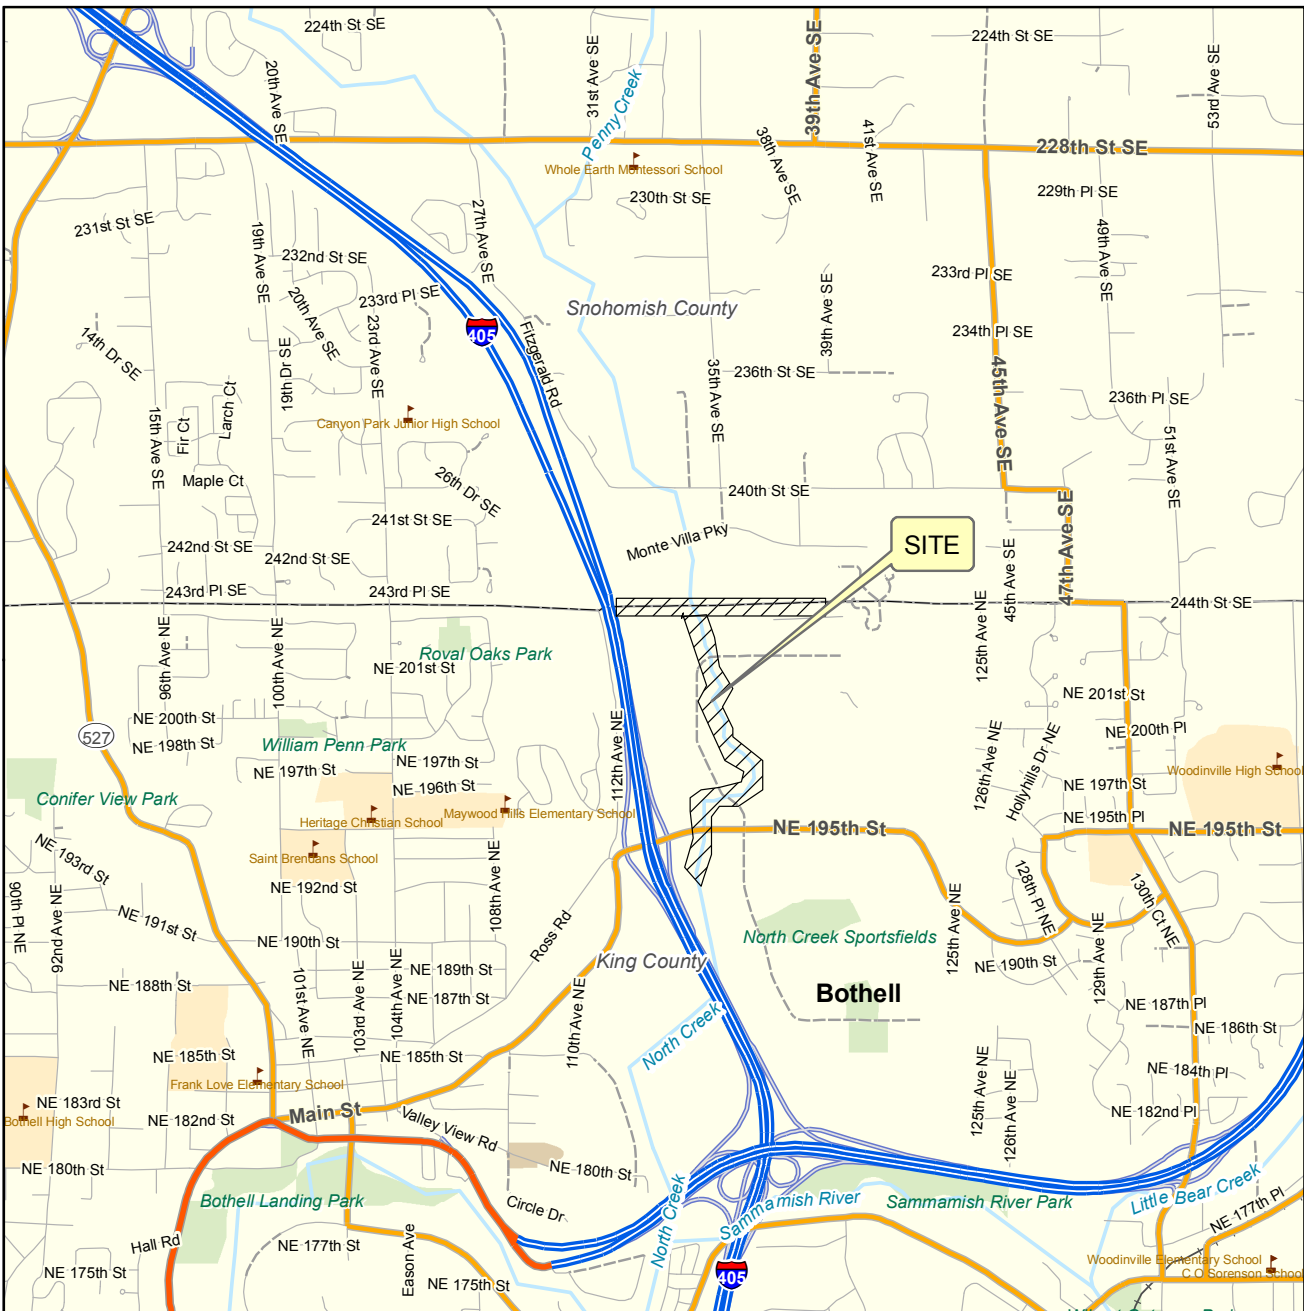 224th St SE
224th St SE
20th Ave SE
31st Ave SE
Penny Creek
39th Ave SE
38th Ave SE
41st Ave SE
53rd Ave SE
228th St SE
Whole Earth Montessori School
230th St SE
229th Pl SE
231st St SE
19th Ave SE
27th Ave SE
49th Ave SE
232nd St SE
233rd Pl SE
233rd Pl SE
20th Ave SE
39th Ave SE
Snohomish County
405
Fitzgerald Rd
234th Pl SE
14th Dr SE
19th Dr SE
23rd Ave SE
35th Ave SE
236th St SE
45th Ave SE
236th Pl SE
15th Ave SE
Fir Ct
Larch Ct
Canyon Park Junior High School
51st Ave SE
Maple Ct
26th Dr SE
240th St SE
241st St SE
Monte Villa Pky
SITE
47th Ave SE
45th Ave SE
242nd St SE
242nd St SE
243rd Pl SE
243rd Pl SE
244th St SE
96th Ave NE
100th Ave NE
Royal Oaks Park
NE 201st St
125th Ave NE
NE 201st St
NE 200th St
NE 200th Pl
527
NE 198th St
William Penn Park
112th Ave NE
126th Ave NE
Hollyhills Dr NE
NE 197th St
NE 197th St
Woodinville High School
NE 196th St
NE 197th St
Conifer View Park
Heritage Christian School
Maywood Hills Elementary School
NE 195th Pl
NE 195th St
NE 195th St
NE 193rd St
Saint Brendans School
NE 192nd St
108th Ave NE
128th Pl NE
130th Ct NE
90th Pl NE
92nd Ave NE
NE 191st St
NE 190th St
Ross Rd
North Creek Sportsfields
125th Ave NE
129th Ave NE
NE 190th St
King County
NE 188th St
101st Ave NE
103rd Ave NE
104th Ave NE
NE 189th St
NE 187th St
110th Ave NE
Bothell
NE 187th Pl
NE 186th St
North Creek
NE 185th St
NE 185th St
125th Ave NE
126th Ave NE
NE 184th Pl
Frank Love Elementary School
NE 183rd St
Bothell High School
NE 182nd St
Main St
Valley View Rd
NE 182nd Pl
NE 180th St
NE 180th St
Bothell Landing Park
Circle Dr
North Creek
Sammamish River
Sammamish River Park
Little Bear Creek
NE 177th Pl
Hall Rd
NE 177th St
Eason Ave
NE 175th St
NE 175th St
405
Woodinville Elementary School
C O Sorenson School